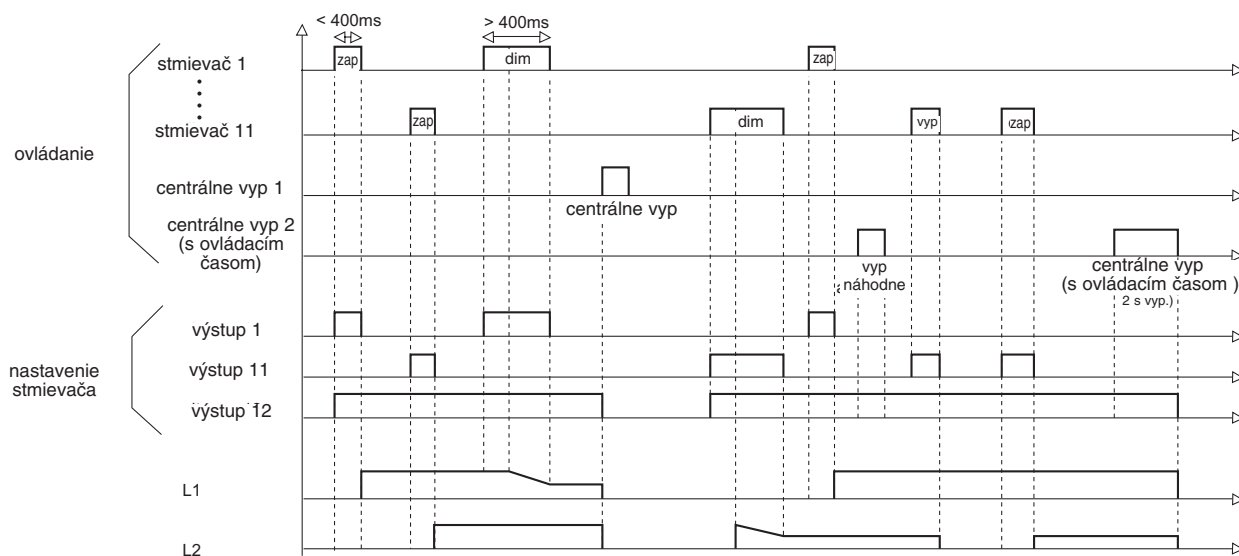 < 400ms
> 400ms
stmievač 1
zap
dim
zap
stmievač 11
zap
dim
vyp
zap
ovládanie
centrálne vyp 1
centrálne vyp
centrálne vyp 2
(s ovládacím
časom)
vyp
náhodne
centrálne vyp
(s ovládacím časom )
2 s vyp.)
výstup 1
nastavenie
stmievača
výstup 11
výstup 12
L1
L2